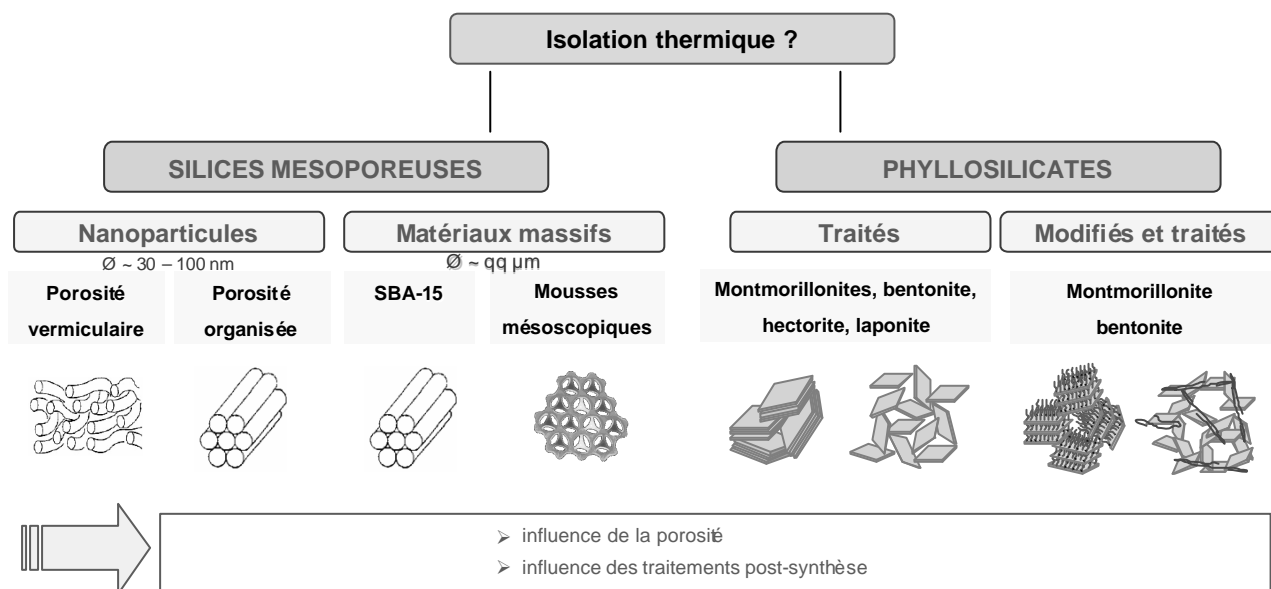 Isolation thermique ?
SILICES MESOPOREUSES
PHYLLOSILICATES
Nanoparticules
Matériaux massifs
Traités
Modifiés et traités
Ø ~ 30 – 100 nm
Ø ~ qq µm
Porosité
vermiculaire
Porosité
organisée
SBA-15
Mousses
mésoscopiques
Montmorillonites, bentonite,
hectorite, laponite
Montmorillonite
bentonite
➢ influence de la porosité
➢ influence des traitements post-synthèse